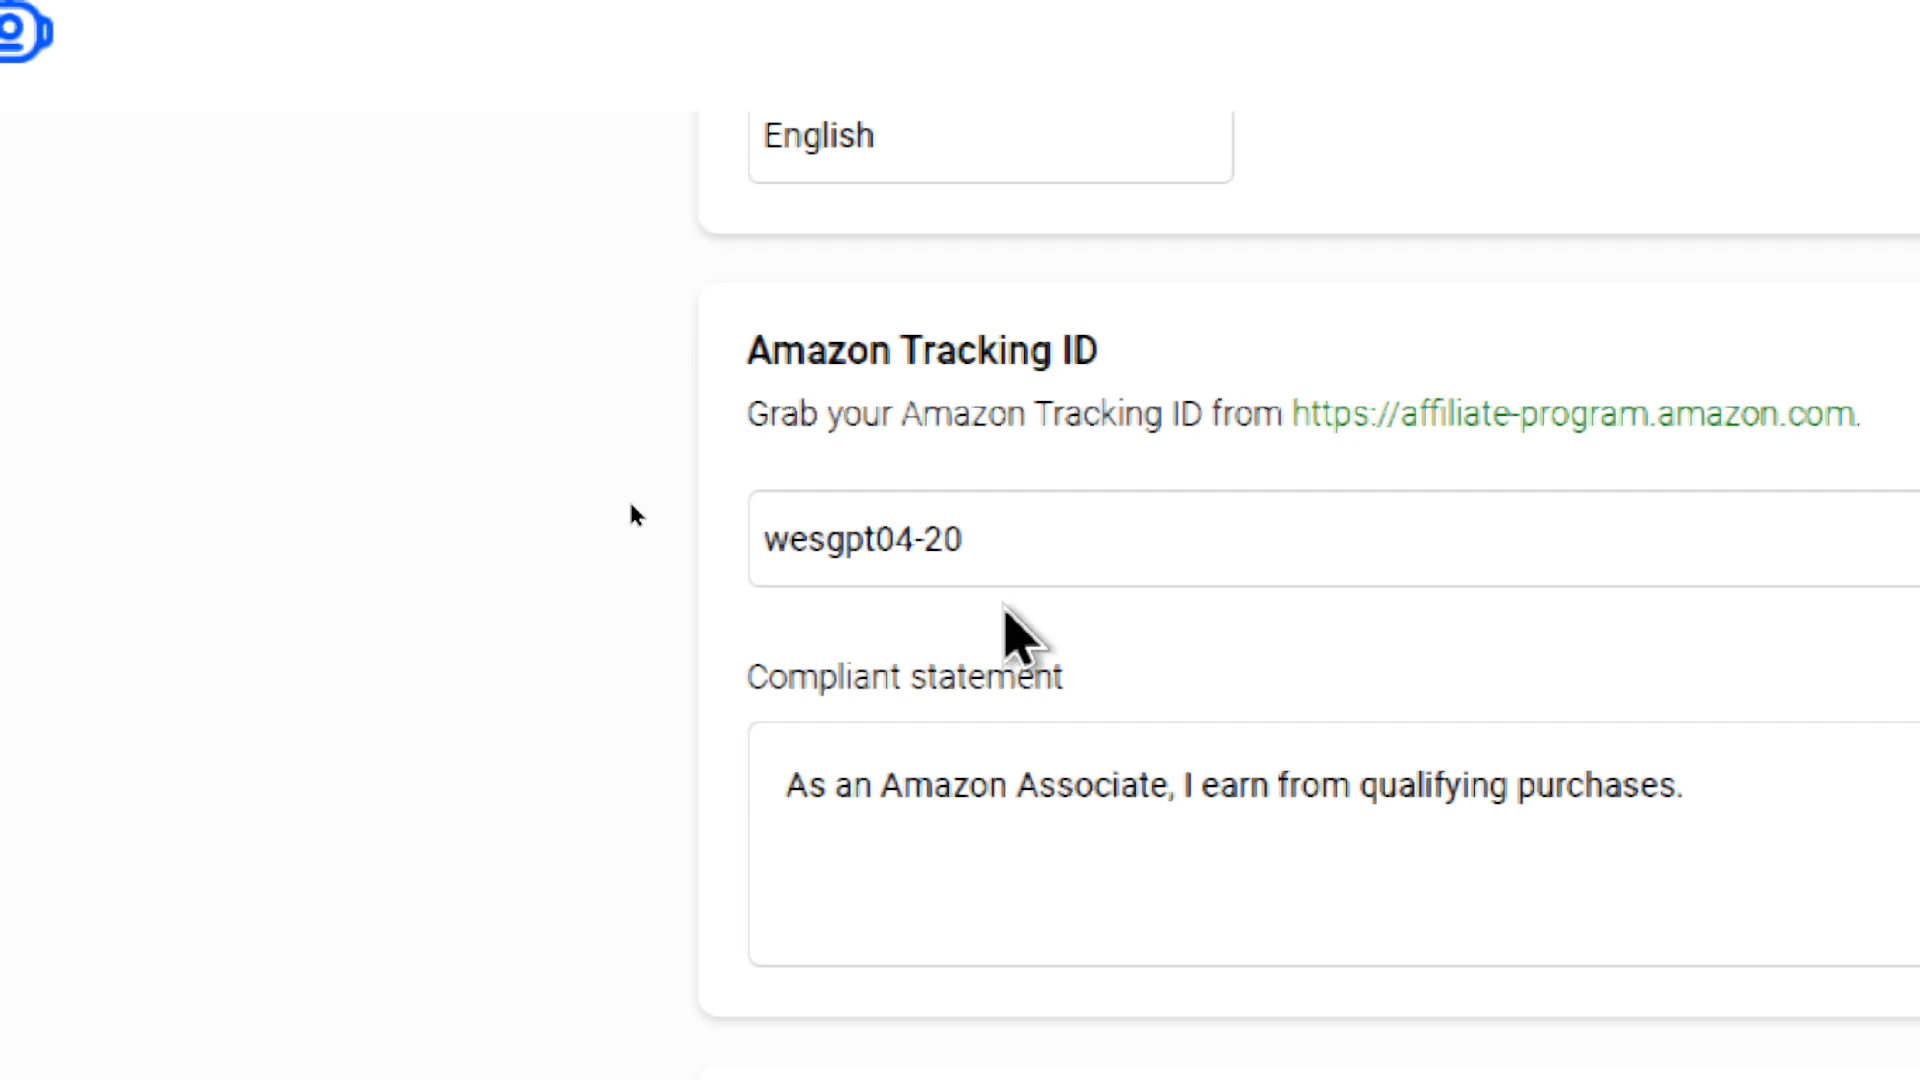 English
Amazon Tracking ID
Grab your Amazon Tracking ID from https://affiliate-program.amazon.com.
wesgpt04-20
Compliant statement
As an Amazon Associate, I earn from qualifying purchases.